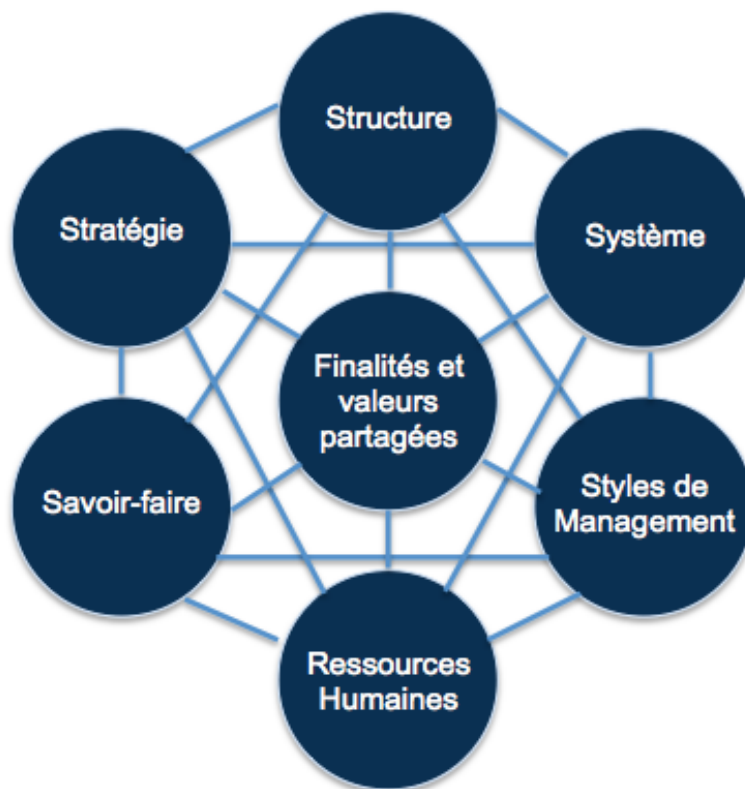 Structure
Stratégie
Système
Finalités et
valeurs
partagées
Savoir-faire
Styles de
Management
Ressources
Humaines